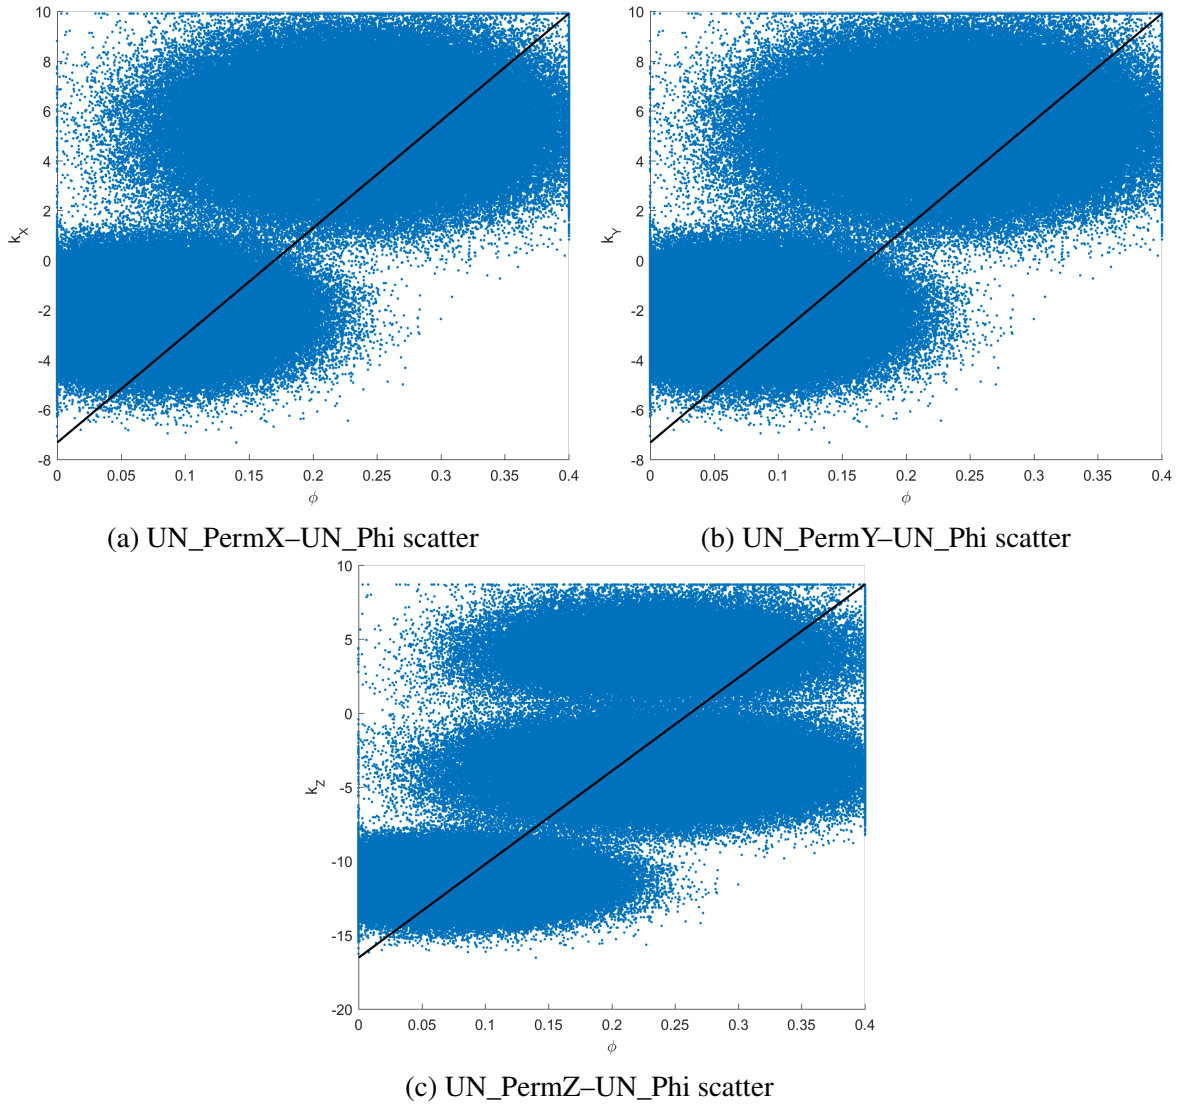 10
8
6
4
2
0
-2
-4
-6
-8
k_X
0 0.05 0.1 0.15 0.2 0.25 0.3 0.35 0.4
ϕ
(a) UN_PermX–UN_Phi scatter
10
8
6
4
2
0
-2
-4
-6
-8
k_Y
0 0.05 0.1 0.15 0.2 0.25 0.3 0.35 0.4
ϕ
(b) UN_PermY–UN_Phi scatter
10
5
0
-5
-10
-15
-20
k_Z
0 0.05 0.1 0.15 0.2 0.25 0.3 0.35 0.4
ϕ
(c) UN_PermZ–UN_Phi scatter